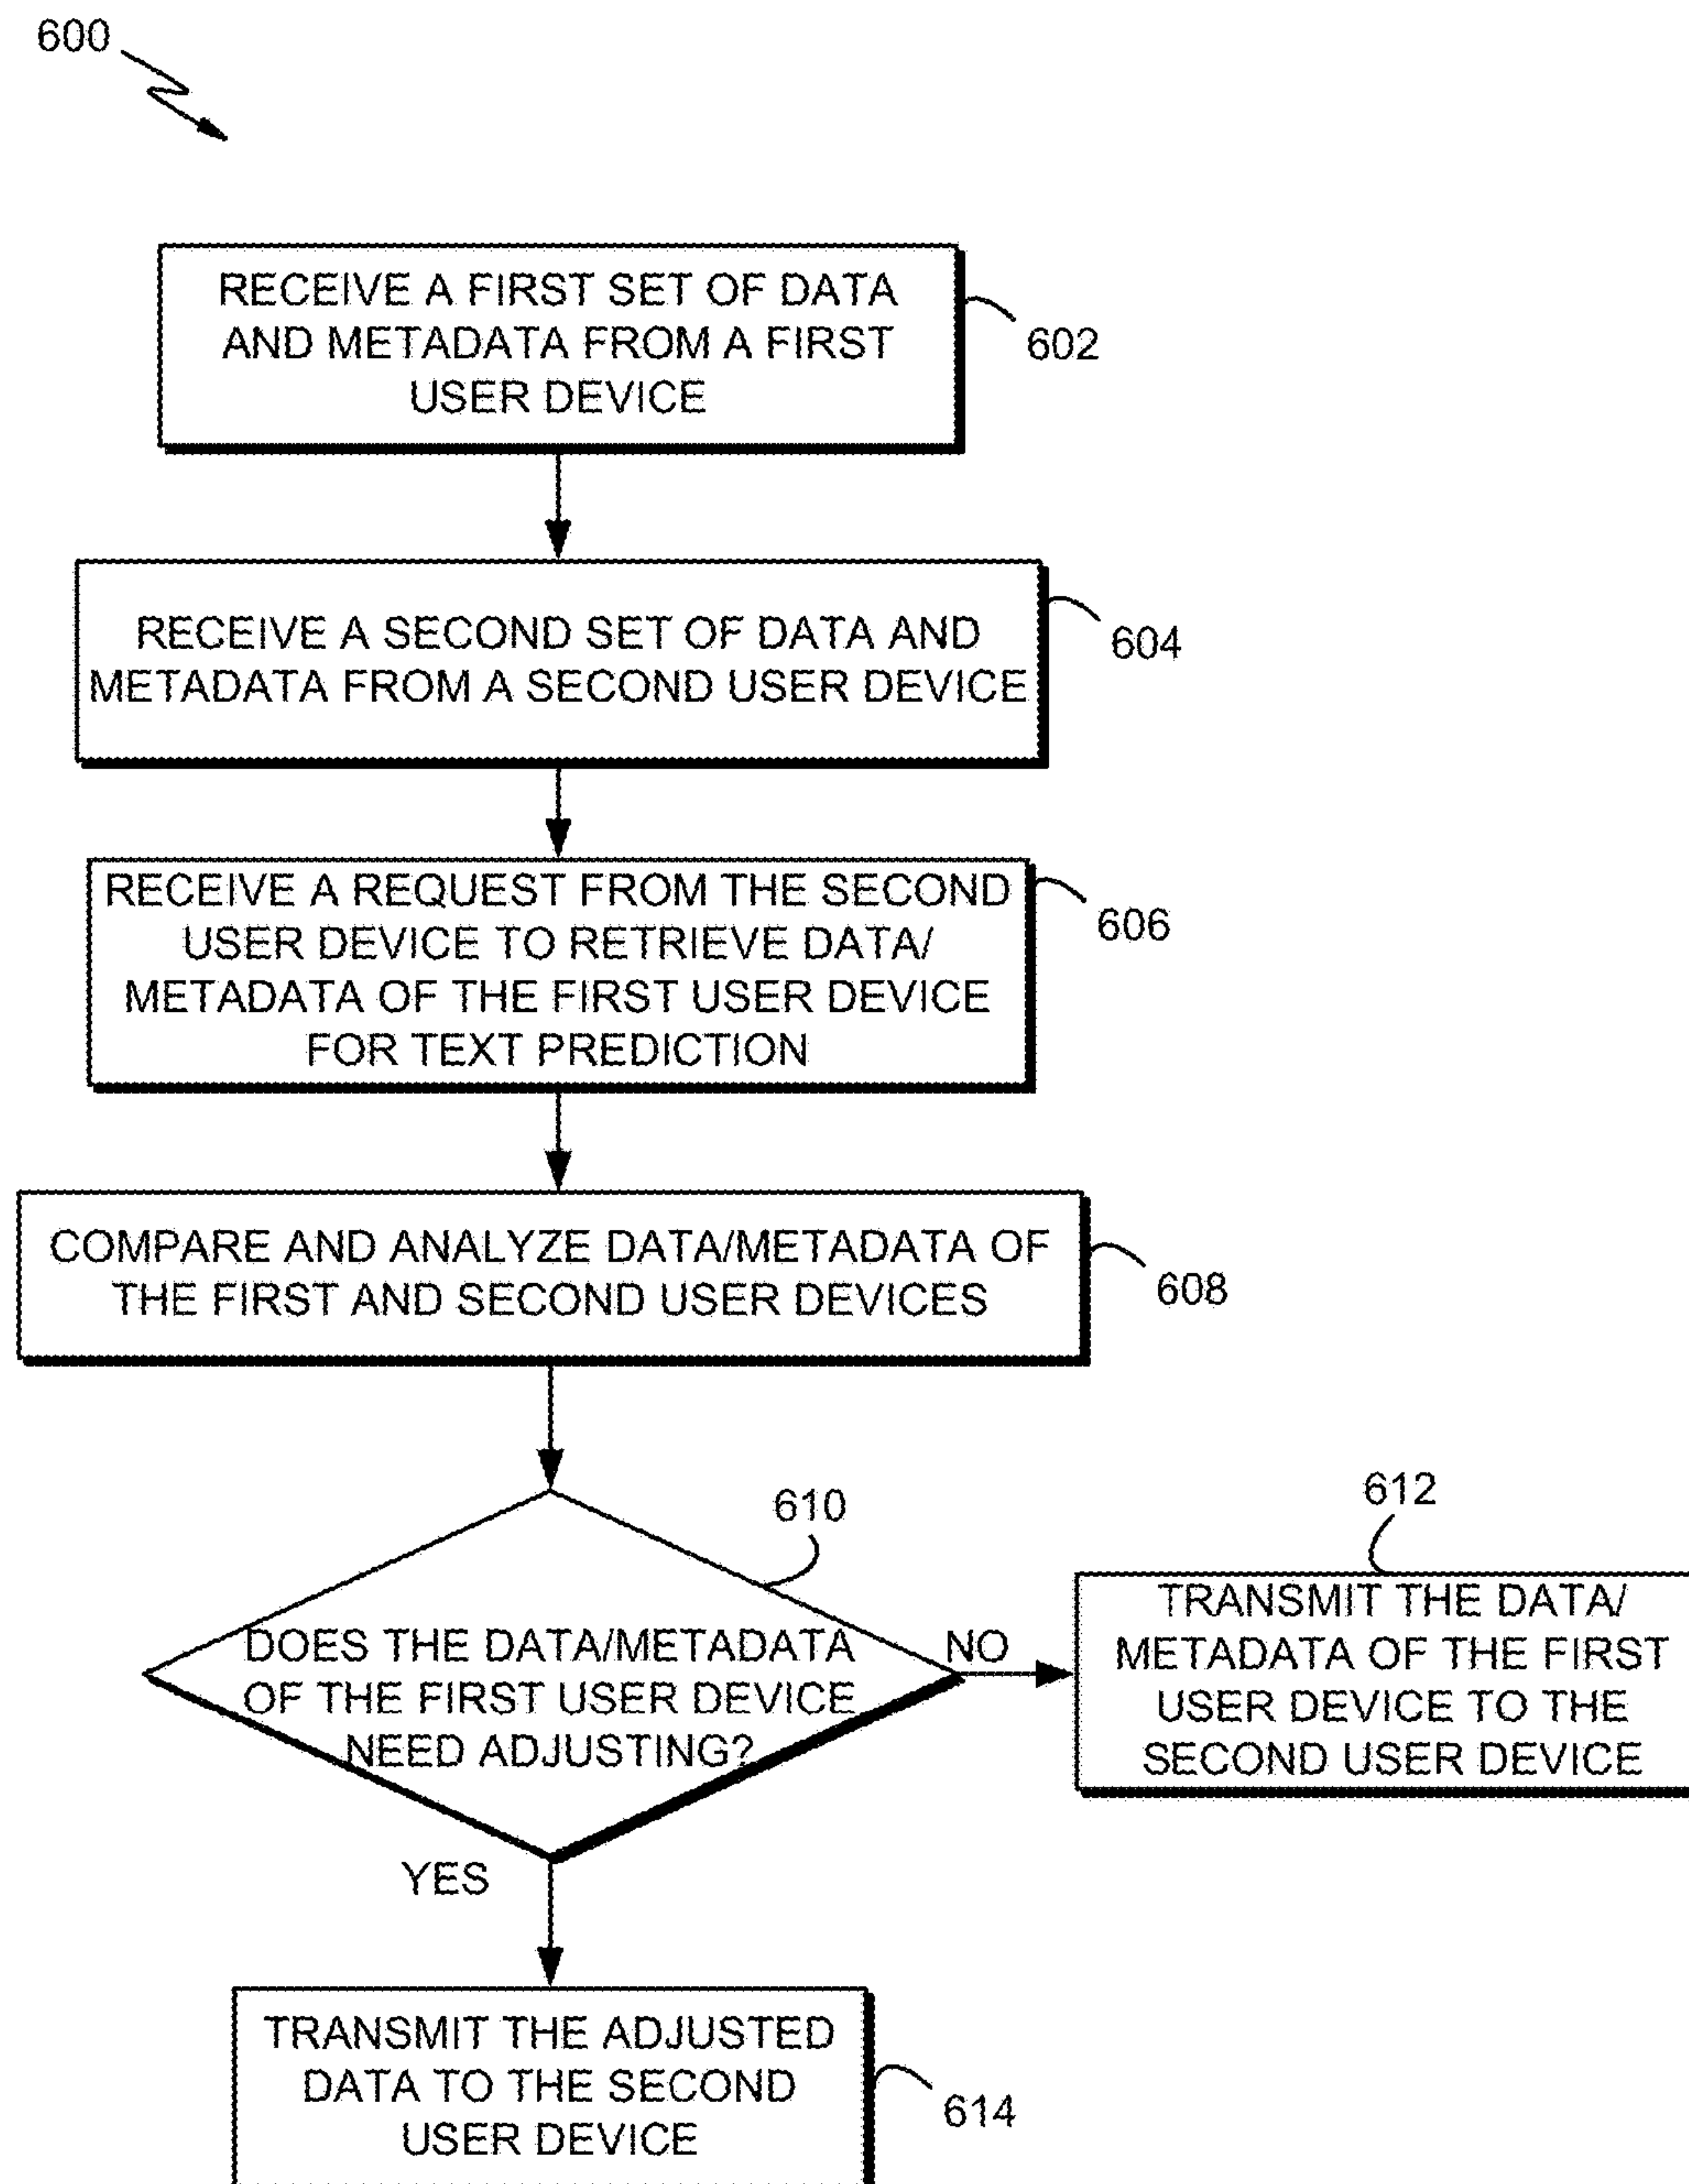 600
RECEIVE A FIRST SET OF DATA
AND METADATA FROM A FIRST
USER DEVICE
602
RECEIVE A SECOND SET OF DATA AND
METADATA FROM A SECOND USER DEVICE
604
RECEIVE A REQUEST FROM THE SECOND
USER DEVICE TO RETRIEVE DATA/
METADATA OF THE FIRST USER DEVICE
FOR TEXT PREDICTION
606
COMPARE AND ANALYZE DATA/METADATA OF
THE FIRST AND SECOND USER DEVICES
608
610
DOES THE DATA/METADATA
OF THE FIRST USER DEVICE
NEED ADJUSTING?
NO
612
TRANSMIT THE DATA/
METADATA OF THE FIRST
USER DEVICE TO THE
SECOND USER DEVICE
YES
TRANSMIT THE ADJUSTED
DATA TO THE SECOND
USER DEVICE
614